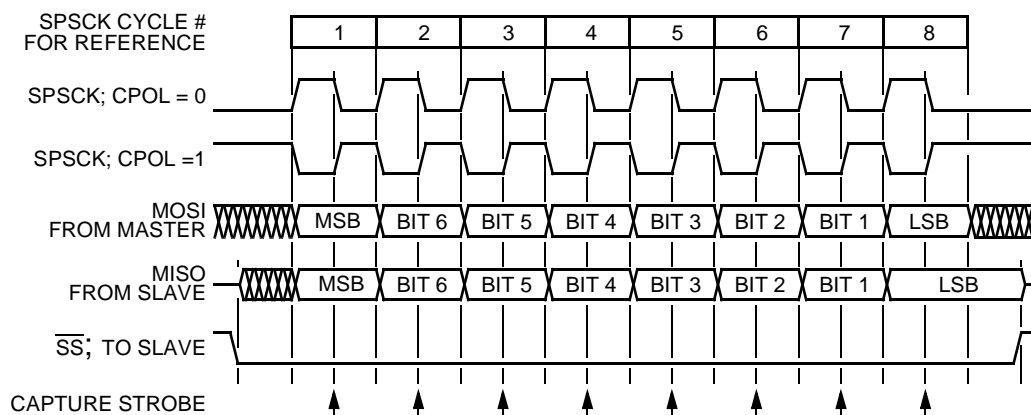 SPSCK CYCLE #
FOR REFERENCE
1 2 3 4 5 6 7 8
SPSCK; CPOL = 0
SPSCK; CPOL =1
MOSI
FROM MASTER
MSB BIT 6 BIT 5 BIT 4 BIT 3 BIT 2 BIT 1 LSB
MISO
FROM SLAVE
MSB BIT 6 BIT 5 BIT 4 BIT 3 BIT 2 BIT 1 LSB
SS; TO SLAVE
CAPTURE STROBE